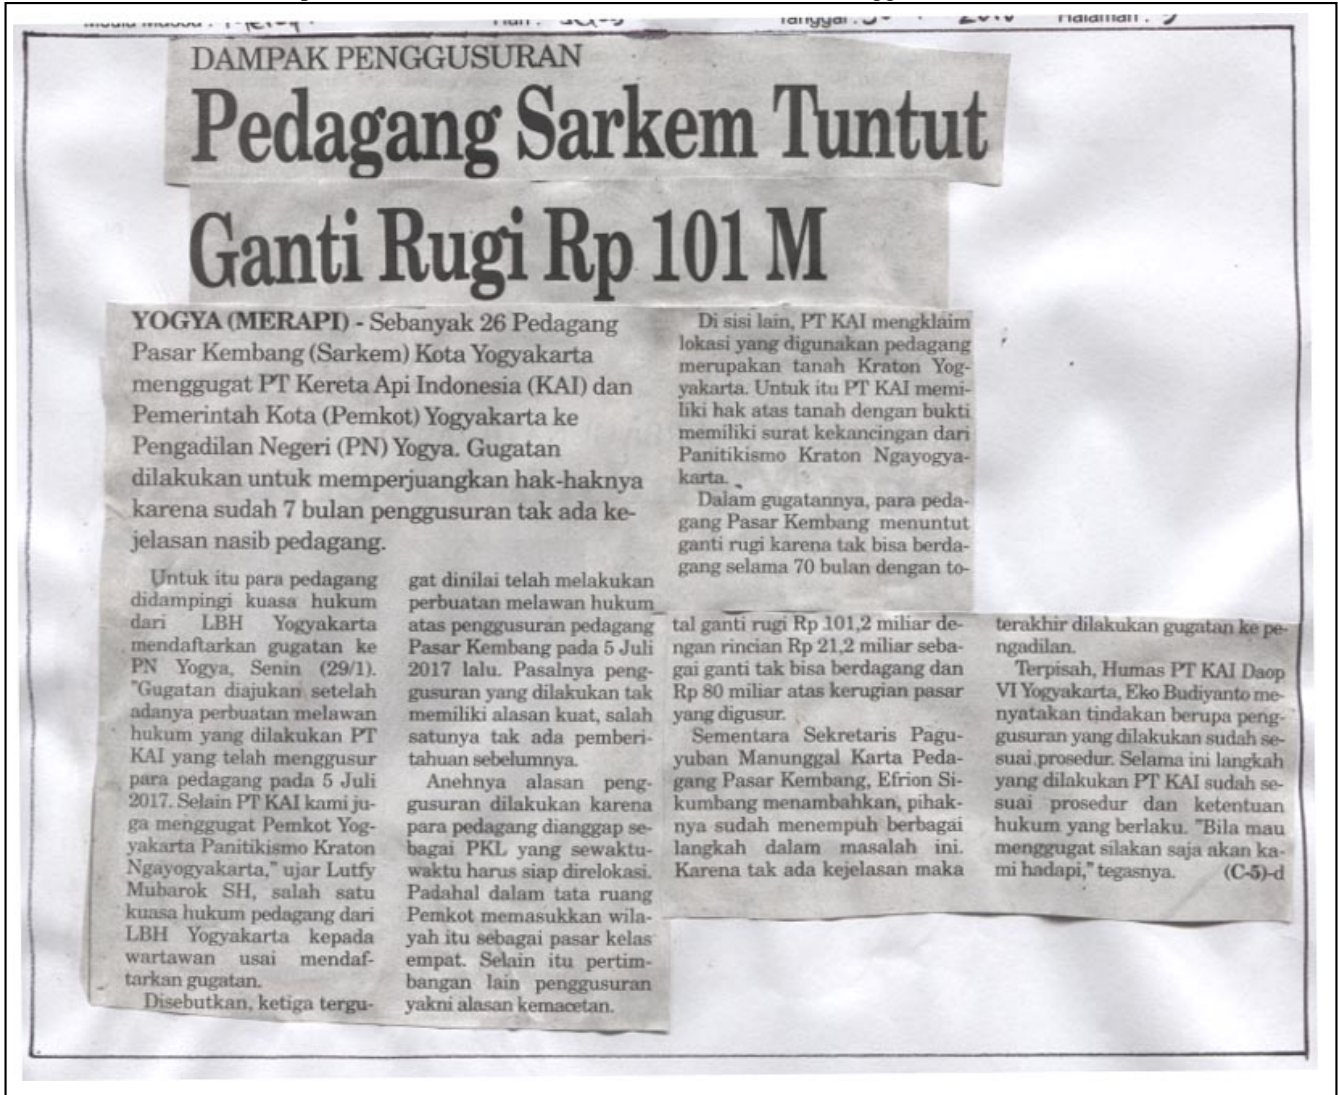 Tanggal :
Halaman :
DAMPAK PENGGUSURAN
Pedagang Sarkem Tuntut
Ganti Rugi Rp 101 M
YOGYA (MERAPI) - Sebanyak 26 Pedagang
Pasar Kembang (Sarkem) Kota Yogyakarta
menggugat PT Kereta Api Indonesia (KAI) dan
Pemerintah Kota (Pemkot) Yogyakarta ke
Pengadilan Negeri (PN) Yogya. Gugatan
dilakukan untuk memperjuangkan hak-haknya
karena sudah 7 bulan penggusuran tak ada ke-
jelasan nasib pedagang.
Untuk itu para pedagang
didampingi kuasa hukum
dari LBH Yogyakarta
mendaftarkan gugatan ke
PN Yogya, Senin (29/1).
"Gugatan diajukan setelah
adanya perbuatan melawan
hukum yang dilakukan PT
KAI yang telah menggusur
para pedagang pada 5 Juli
2017. Selain PT KAI kami ju-
ga menggugat Pemkot Yog-
yakarta Panitikismo Kraton
Ngayogyakarta," ujar Lutfy
Mubarok SH, salah satu
kuasa hukum pedagang dari
LBH Yogyakarta kepada
wartawan usai mendaf-
tarkan gugatan.
Disebutkan, ketiga tergu-
gat dinilai telah melakukan
perbuatan melawan hukum
atas penggusuran pedagang
Pasar Kembang pada 5 Juli
2017 lalu. Pasalnya peng-
gusuran yang dilakukan tak
memiliki alasan kuat, salah
satunya tak ada pemberi-
tahuan sebelumnya.
Anehnya alasan peng-
gusuran dilakukan karena
para pedagang dianggap se-
bagai PKL yang sewaktu-
waktu harus siap direlokasi.
Padahal dalam tata ruang
Pemkot memasukkan wila-
yah itu sebagai pasar kelas
empat. Selain itu pertim-
bangan lain penggusuran
yakni alasan kemacetan.
Di sisi lain, PT KAI mengklaim
lokasi yang digunakan pedagang
merupakan tanah Kraton Yog-
yakarta. Untuk itu PT KAI memi-
liki hak atas tanah dengan bukti
memiliki surat kekancingan dari
Panitikismo Kraton Ngayogya-
karta.
Dalam gugatannya, para peda-
gang Pasar Kembang menuntut
ganti rugi karena tak bisa berda-
gang selama 70 bulan dengan to-
tal ganti rugi Rp 101,2 miliar de-
ngan rincian Rp 21,2 miliar seba-
gai ganti tak bisa berdagang dan
Rp 80 miliar atas kerugian pasar
yang digusur.
Sementara Sekretaris Pagu-
yuban Manunggal Karta Peda-
gang Pasar Kembang, Efrion Si-
kumbang menambahkan, pihak-
nya sudah menempuh berbagai
langkah dalam masalah ini.
Karena tak ada kejelasan maka
terakhir dilakukan gugatan ke pe-
ngadilan.
Terpisah, Humas PT KAI Daop
VI Yogyakarta, Eko Budiyanto me-
nyatakan tindakan berupa peng-
gusuran yang dilakukan sudah se-
suai prosedur. Selama ini langkah
yang dilakukan PT KAI sudah se-
suai prosedur dan ketentuan
hukum yang berlaku. "Bila mau
menggugat silakan saja akan ka-
mi hadapi," tegasnya. (C-5)-d